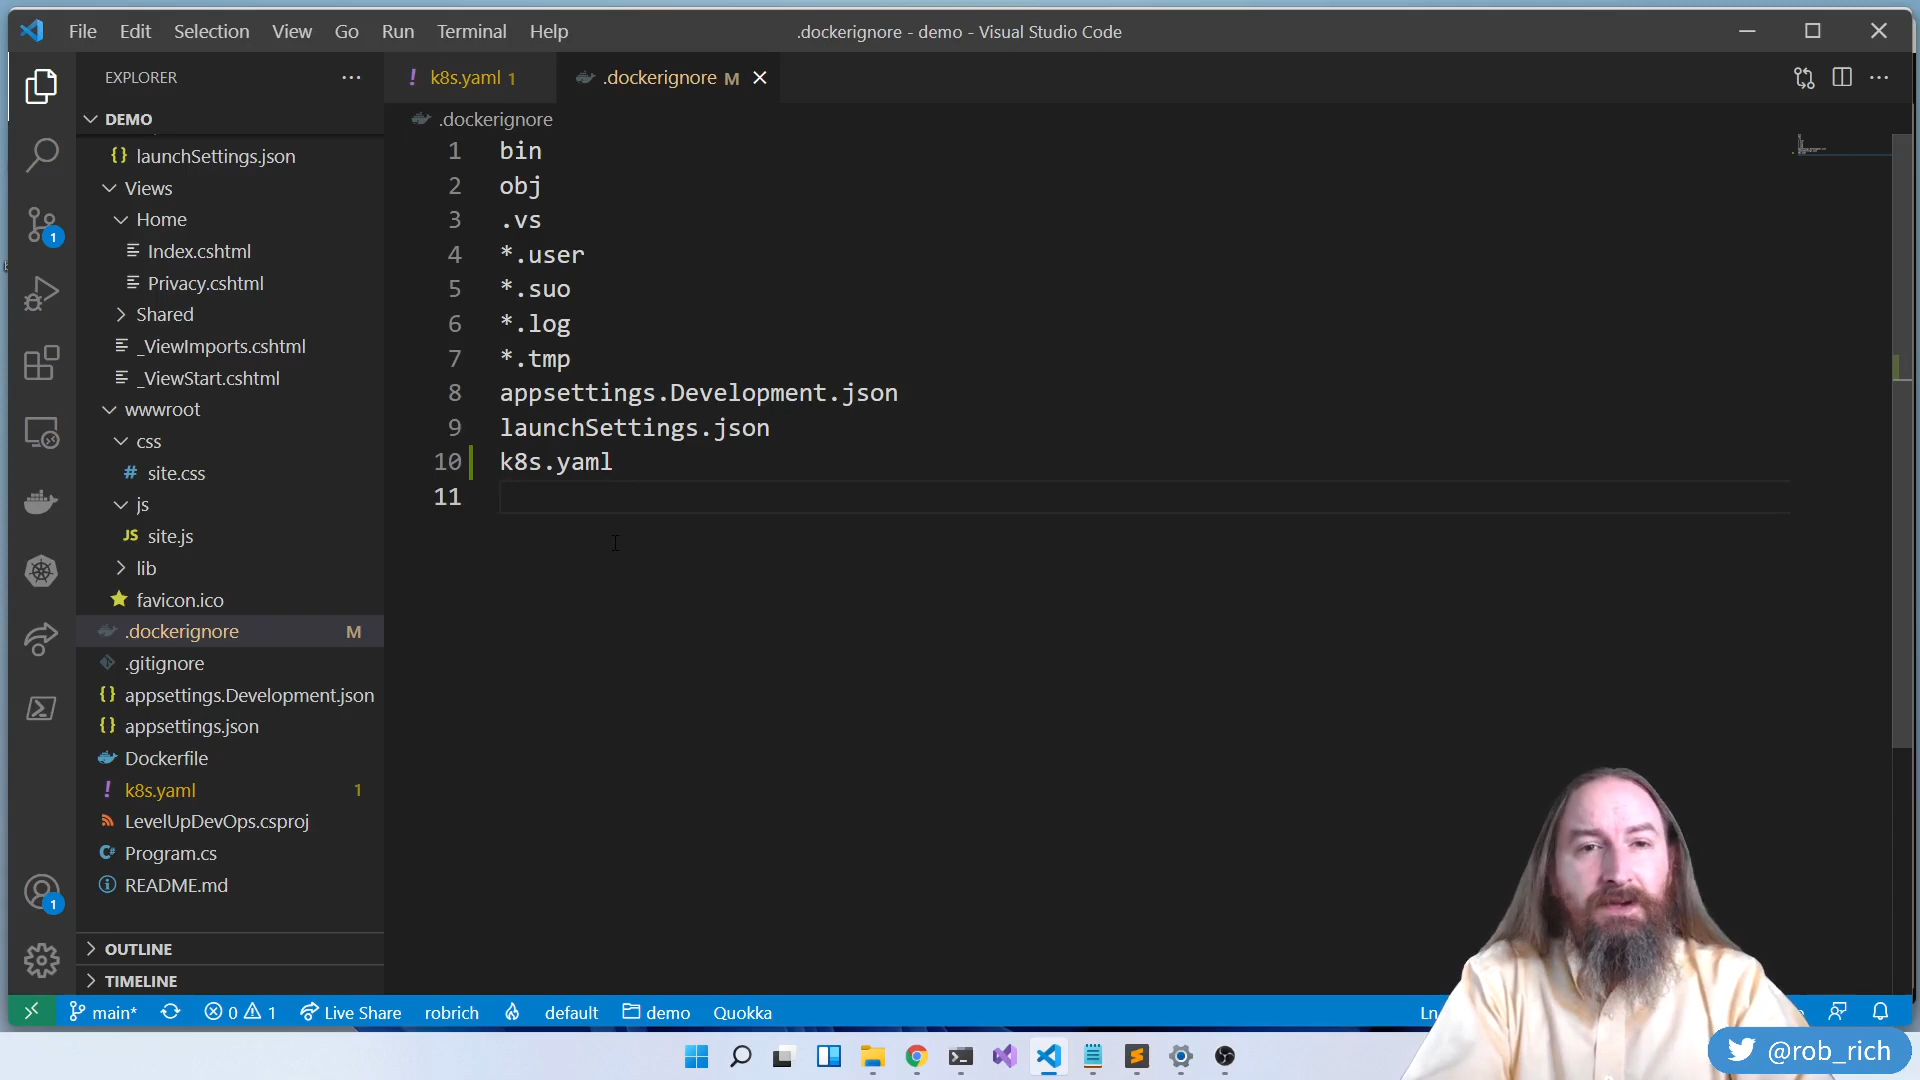 File Edit Selection View Go Run Terminal Help
.dockerignore - demo - Visual Studio Code
EXPLORER
DEMO
{} launchSettings.json
Views
Home
Index.cshtml
Privacy.cshtml
Shared
_ViewImports.cshtml
_ViewStart.cshtml
wwwroot
css
# site.css
js
JS site.js
lib
favicon.ico
.dockerignore M
.gitignore
{} appsettings.Development.json
{} appsettings.json
Dockerfile
! k8s.yaml 1
LevelUpDevOps.csproj
C# Program.cs
README.md
OUTLINE
TIMELINE
! k8s.yaml 1
.dockerignore M
.dockerignore
1 bin
2 obj
3 .vs
4 *.user
5 *.suo
6 *.log
7 *.tmp
8 appsettings.Development.json
9 launchSettings.json
10 k8s.yaml
11
1
1
main* 0 1 Live Share robrich default demo Quokka Ln
@rob_rich